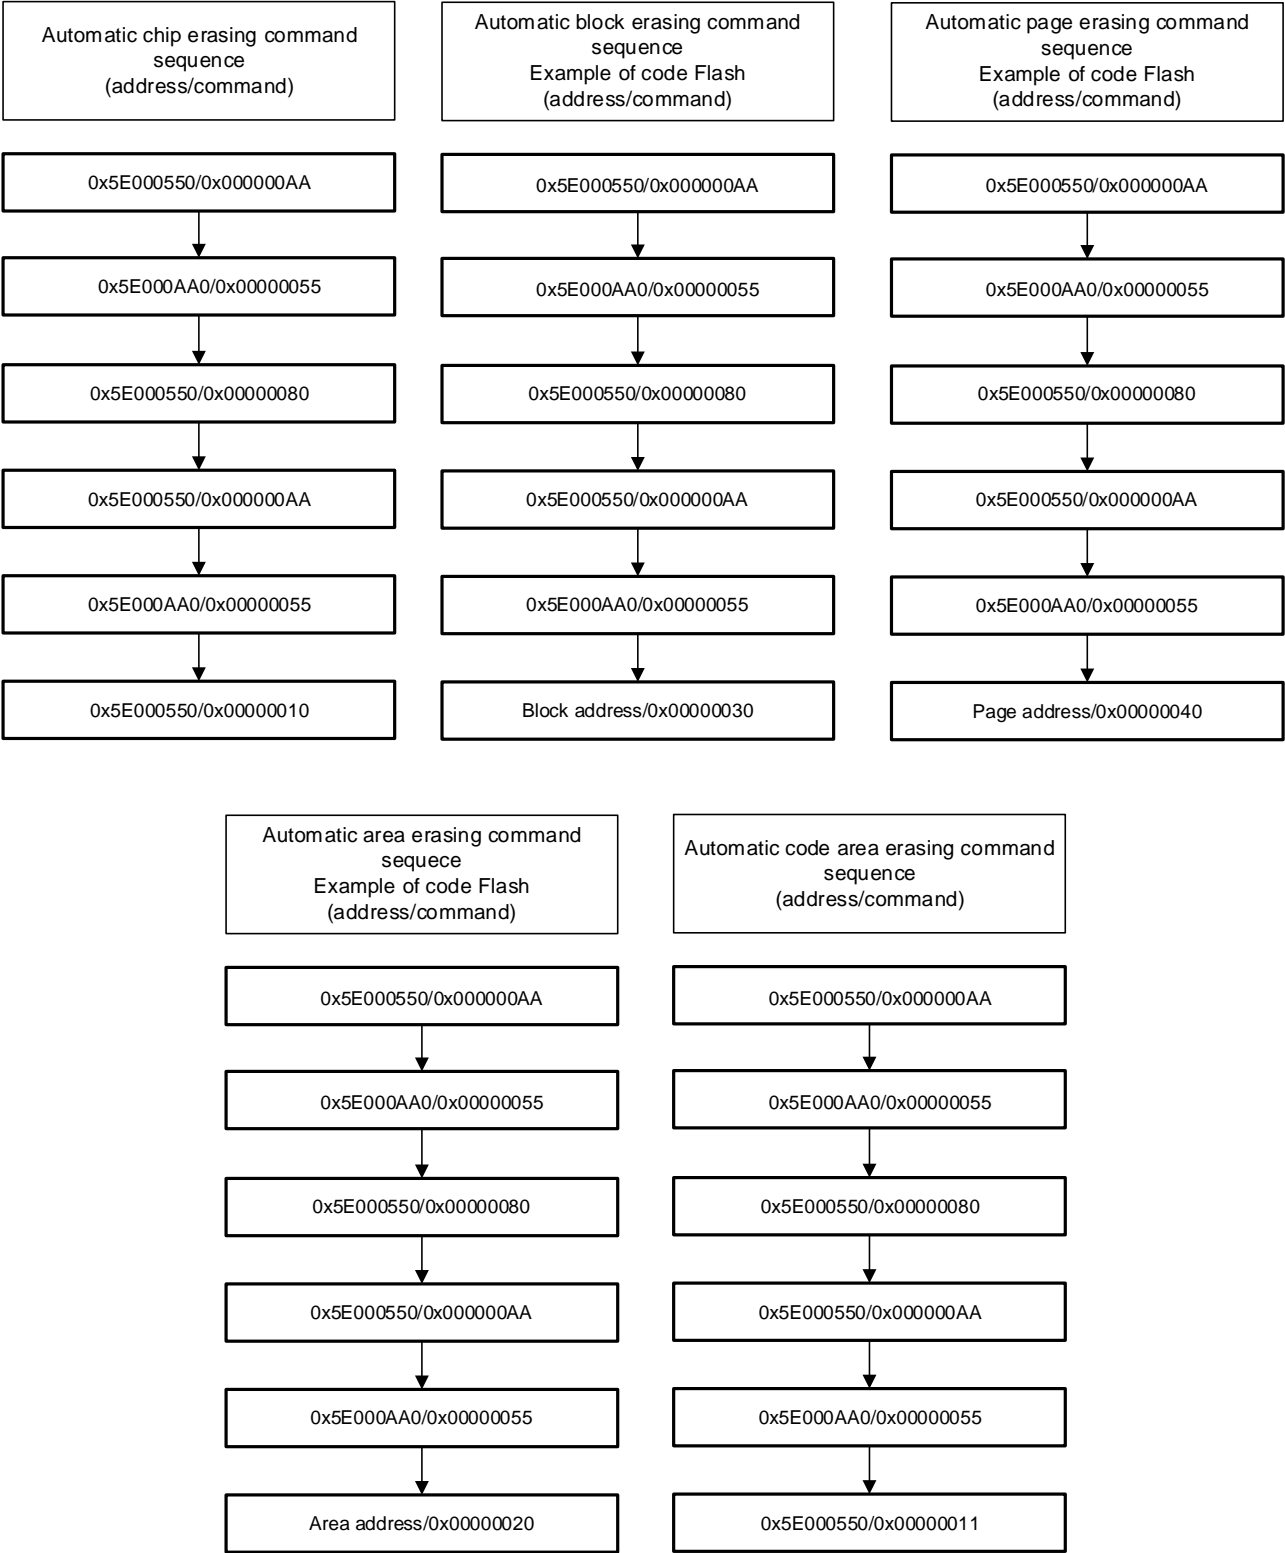 Automatic chip erasing command
sequence
(address/command)
0x5E000550/0x000000AA
0x5E000AA0/0x00000055
0x5E000550/0x00000080
0x5E000550/0x000000AA
0x5E000AA0/0x00000055
0x5E000550/0x00000010
Automatic block erasing command
sequence
Example of code Flash
(address/command)
0x5E000550/0x000000AA
0x5E000AA0/0x00000055
0x5E000550/0x00000080
0x5E000550/0x000000AA
0x5E000AA0/0x00000055
Block address/0x00000030
Automatic page erasing command
sequence
Example of code Flash
(address/command)
0x5E000550/0x000000AA
0x5E000AA0/0x00000055
0x5E000550/0x00000080
0x5E000550/0x000000AA
0x5E000AA0/0x00000055
Page address/0x00000040
Automatic area erasing command
sequece
Example of code Flash
(address/command)
0x5E000550/0x000000AA
0x5E000AA0/0x00000055
0x5E000550/0x00000080
0x5E000550/0x000000AA
0x5E000AA0/0x00000055
Area address/0x00000020
Automatic code area erasing command
sequence
(address/command)
0x5E000550/0x000000AA
0x5E000AA0/0x00000055
0x5E000550/0x00000080
0x5E000550/0x000000AA
0x5E000AA0/0x00000055
0x5E000550/0x00000011